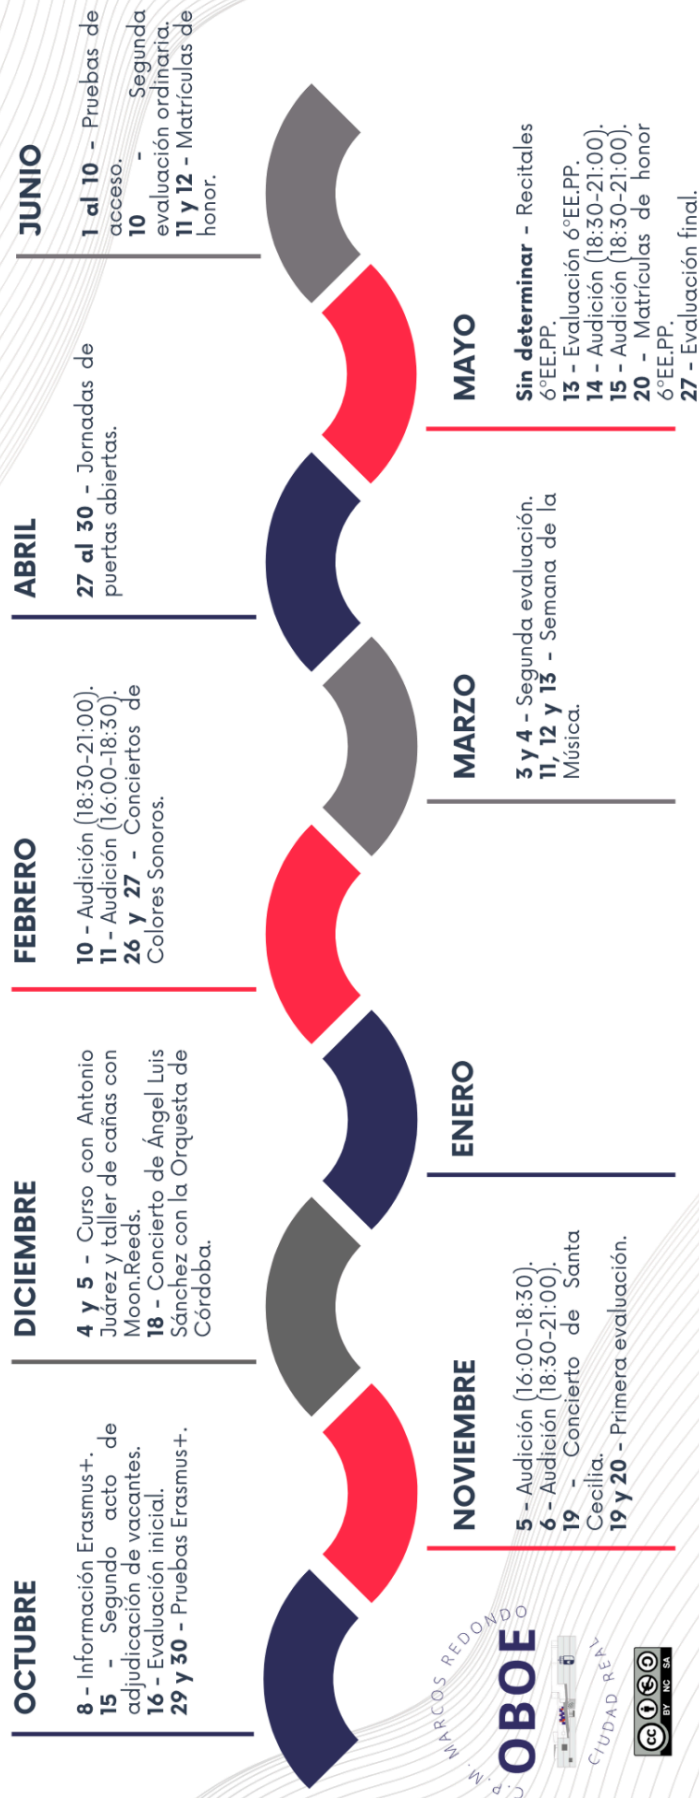 OCTUBRE
8 - Información Erasmus+.
15 - Segundo acto de
adjudicación de vacantes.
16 - Evaluación inicial.
29 y 30 - Pruebas Erasmus+.
NOVIEMBRE
5 - Audición (16:00-18:30).
6 - Audición (18:30-21:00).
19 - Concierto de Santa
Cecilia.
19 y 20 - Primera evaluación.
DICIEMBRE
4 y 5 - Curso con Antonio
Juárez y taller de cañas con
Moon.Reeds.
18 - Concierto de Ángel Luis
Sánchez con la Orquesta de
Córdoba.
ENERO
FEBRERO
10 - Audición (18:30-21:00).
11 - Audición (16:00-18:30).
26 y 27 - Conciertos de
Colores Sonoros.
MARZO
3 y 4 - Segunda evaluación.
11, 12 y 13 - Semana de la
Música.
ABRIL
27 al 30 - Jornadas de
puertas abiertas.
MAYO
Sin determinar - Recitales
6ºEE.PP.
13 - Evaluación 6ºEE.PP.
14 - Audición (18:30-21:00).
15 - Audición (18:30-21:00).
20 - Matrículas de honor
6ºEE.PP.
27 - Evaluación final.
JUNIO
1 al 10 - Pruebas de
acceso.
10 - Segunda
evaluación ordinaria.
11 y 12 - Matrículas de
honor.
C.P.M. MARCOS REDONDO
OBOE
CIUDAD REAL
cc
BY NC SA